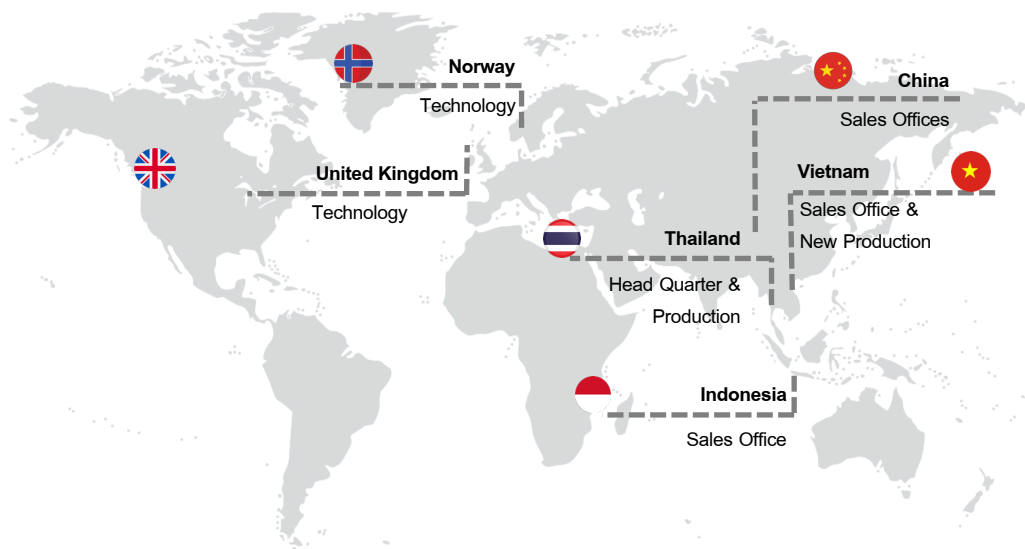 Norway
Technology
United Kingdom
Technology
China
Sales Offices
Vietnam
Sales Office &
New Production
Thailand
Head Quarter &
Production
Indonesia
Sales Office